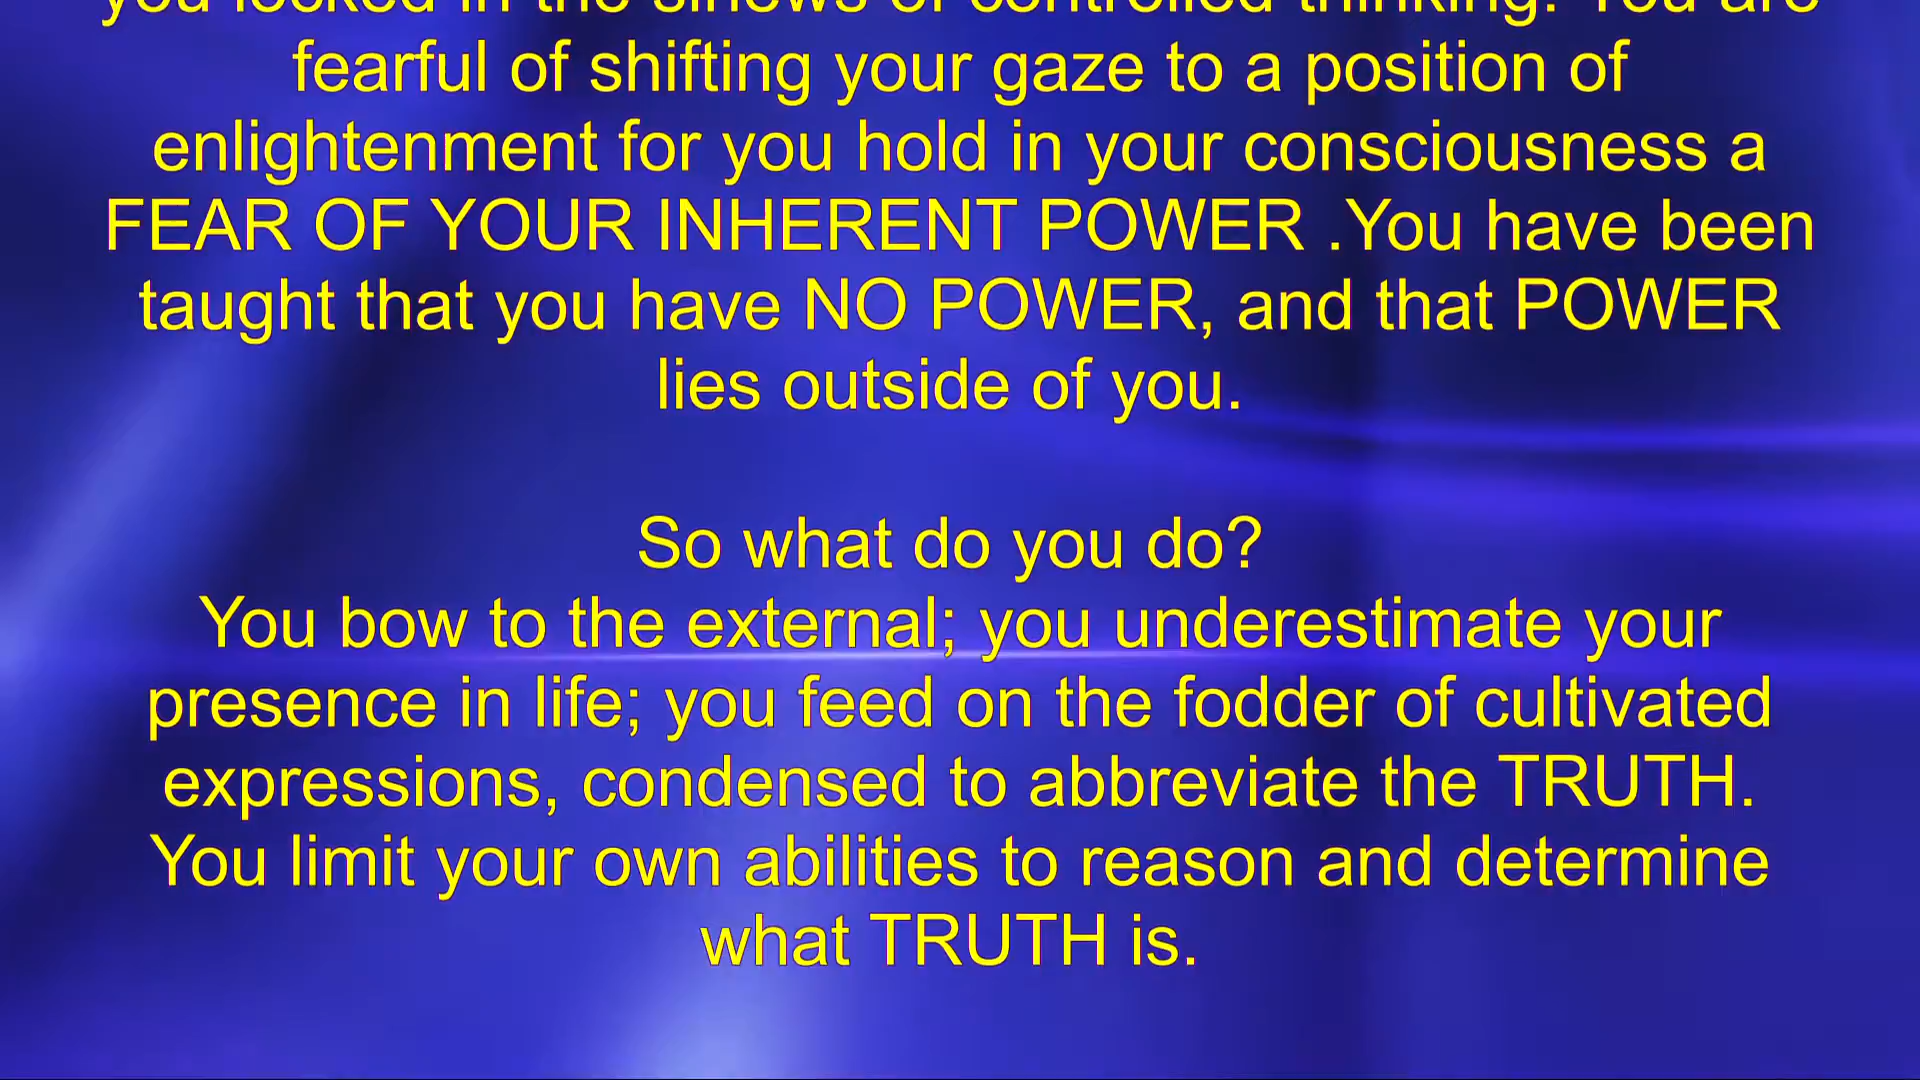 you locked in the sinews of controlled thinking. You are
fearful of shifting your gaze to a position of
enlightenment for you hold in your consciousness a
FEAR OF YOUR INHERENT POWER .You have been
taught that you have NO POWER, and that POWER
lies outside of you.
So what do you do?
You bow to the external; you underestimate your
presence in life; you feed on the fodder of cultivated
expressions, condensed to abbreviate the TRUTH.
You limit your own abilities to reason and determine
what TRUTH is.